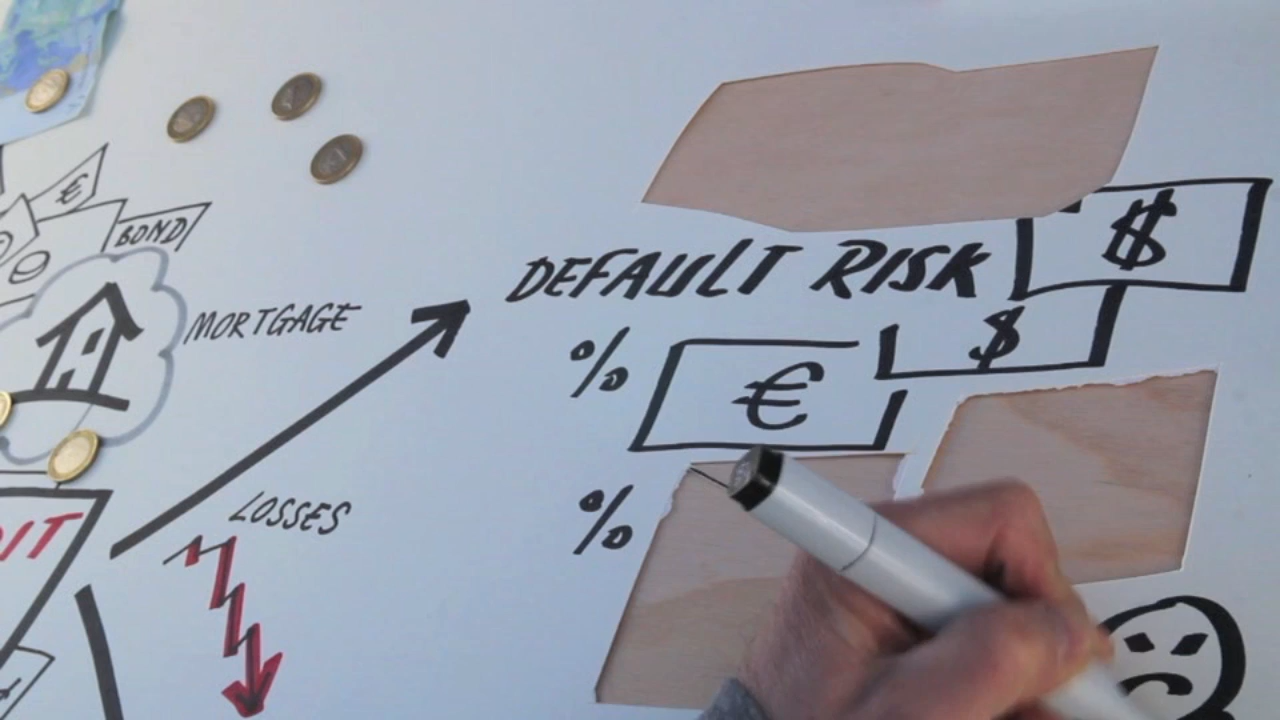 €
BOND
MORTGAGE
DEFAULT RISK
$
$
% €
%
LOSSES